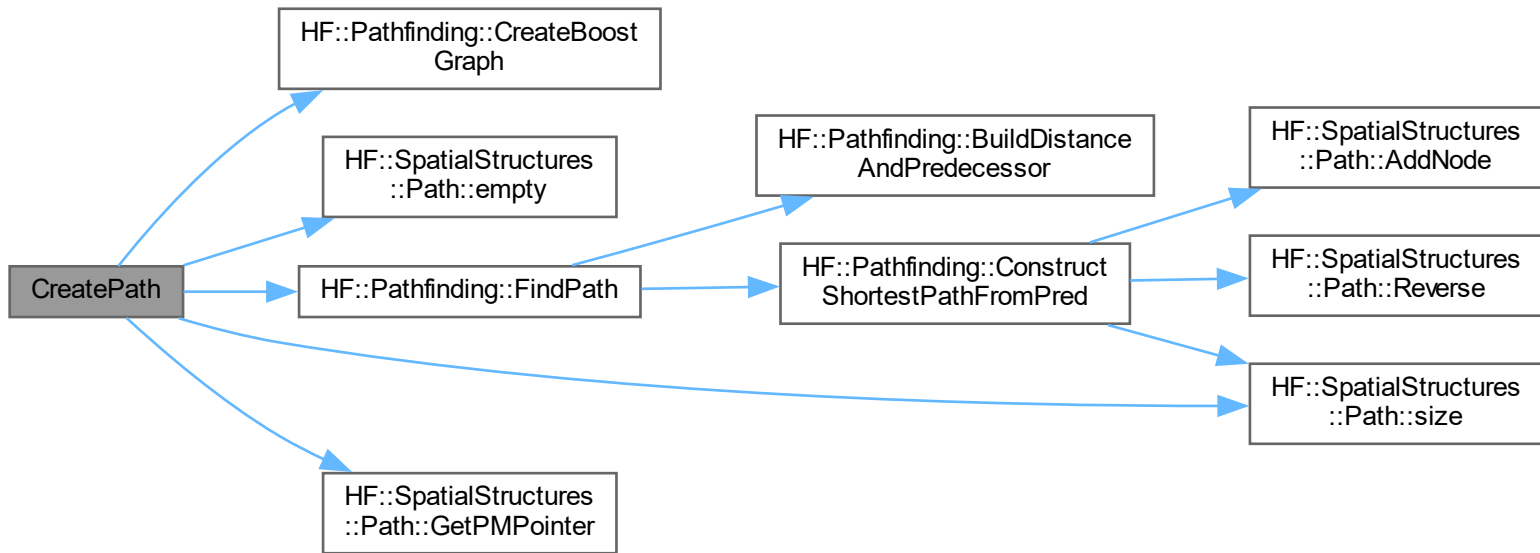 HF::Pathfinding::CreateBoost
Graph
HF::SpatialStructures
::Path::empty
CreatePath
HF::Pathfinding::FindPath
HF::SpatialStructures
::Path::GetPMPointer
HF::Pathfinding::BuildDistance
AndPredecessor
HF::Pathfinding::Construct
ShortestPathFromPred
HF::SpatialStructures
::Path::AddNode
HF::SpatialStructures
::Path::Reverse
HF::SpatialStructures
::Path::size